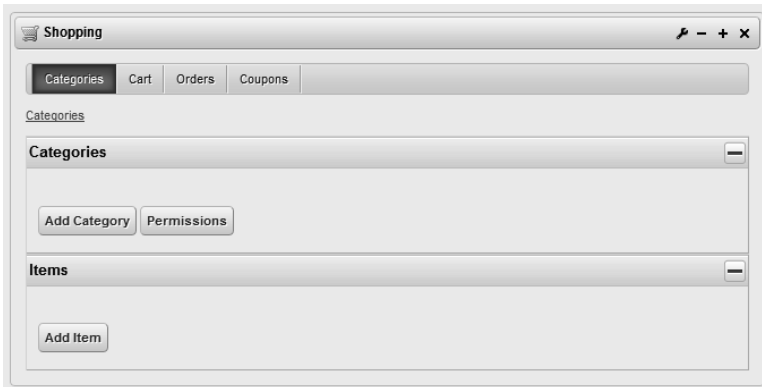 Shopping
Categories Cart Orders Coupons
Categories
Categories
Add Category Permissions
Items
Add Item